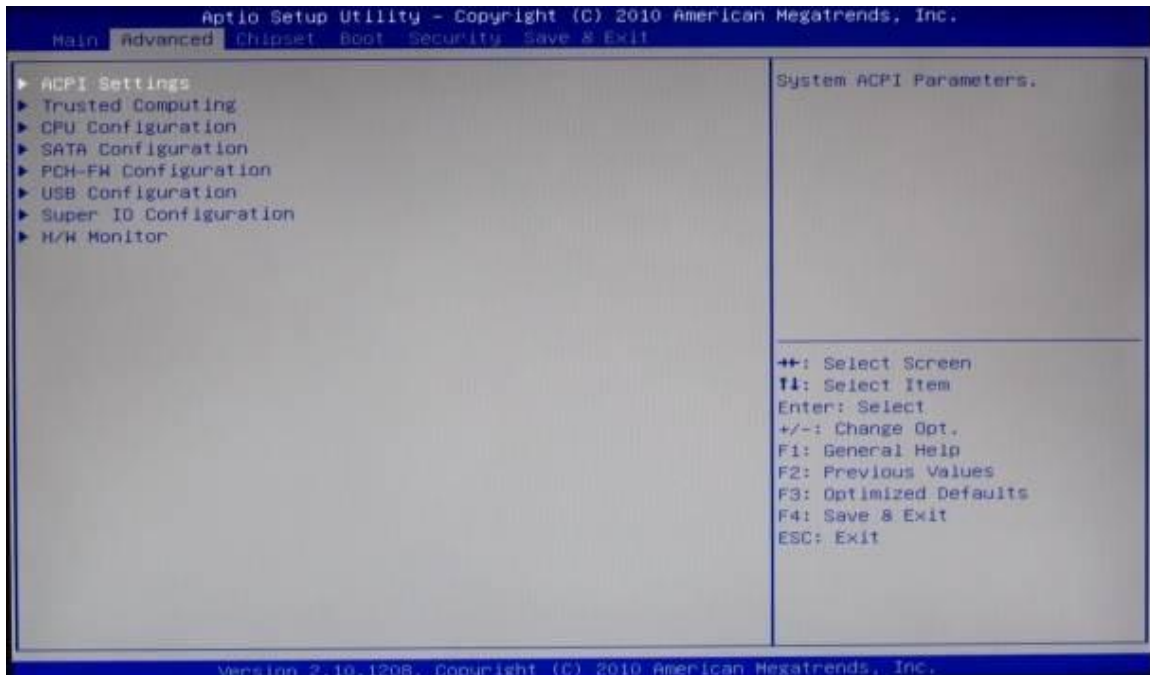 Aptio Setup Utility - Copyright (C) 2010 American Megatrends, Inc.
Main Advanced Chipset Boot Security Save & Exit
► ACPI Settings
► Trusted Computing
► CPU Configuration
► SATA Configuration
► PCH-FW Configuration
► USB Configuration
► Super IO Configuration
► H/W Monitor
System ACPI Parameters.
→←: Select Screen
↑↓: Select Item
Enter: Select
+/-: Change Opt.
F1: General Help
F2: Previous Values
F3: Optimized Defaults
F4: Save & Exit
ESC: Exit
Version 2.10.1208. Copyright (C) 2010 American Megatrends, Inc.